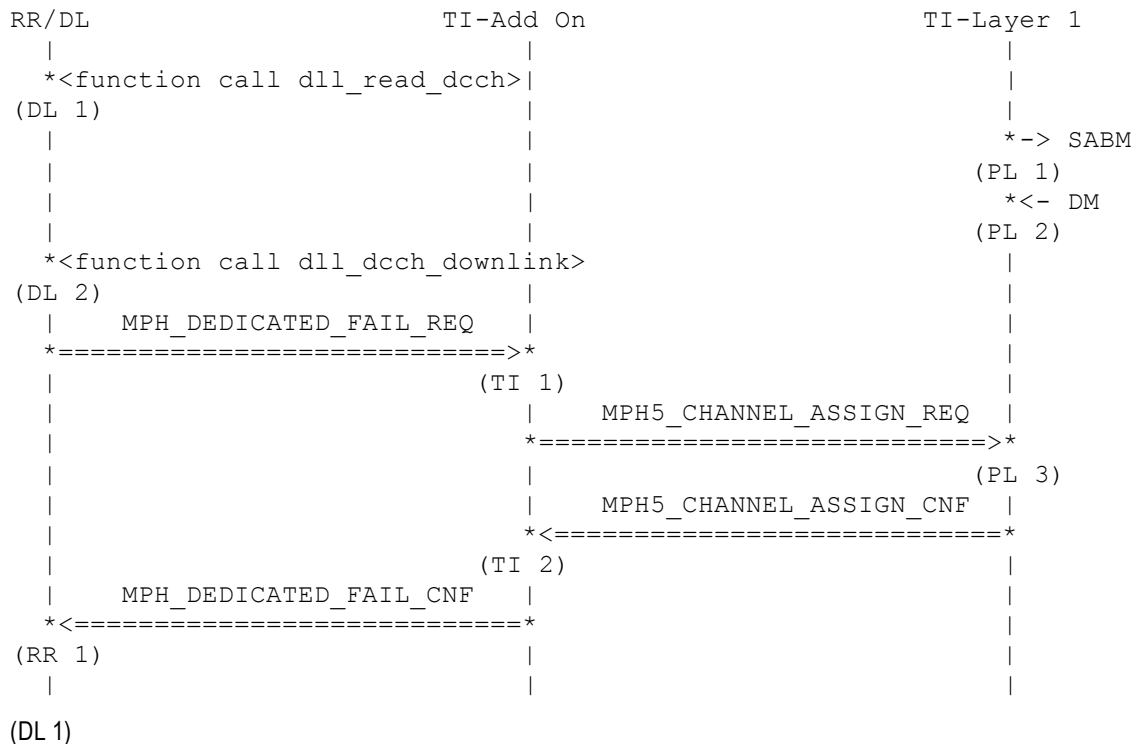 RR/DL                      TI-Add On                      TI-Layer 1
  |                             |                             |
  *<function call dll_read_dcch>|                             |
(DL 1)                          |                             |
  |                             |                             *-> SABM
  |                             |                           (PL 1)
  |                             |                             *<- DM
  |                             |                           (PL 2)
  *<function call dll_dcch_downlink>                          |
(DL 2)                          |                             |
  |    MPH_DEDICATED_FAIL_REQ   |                             |
  *============================>*                             |
  |                          (TI 1)                           |
  |                             |    MPH5_CHANNEL_ASSIGN_REQ  |
  |                             *============================>*
  |                             |                           (PL 3)
  |                             |    MPH5_CHANNEL_ASSIGN_CNF  |
  |                             *<============================*
  |                          (TI 2)                           |
  |    MPH_DEDICATED_FAIL_CNF   |                             |
  *<============================*                             |
(RR 1)                          |                             |
  |                             |                             |
(DL 1)